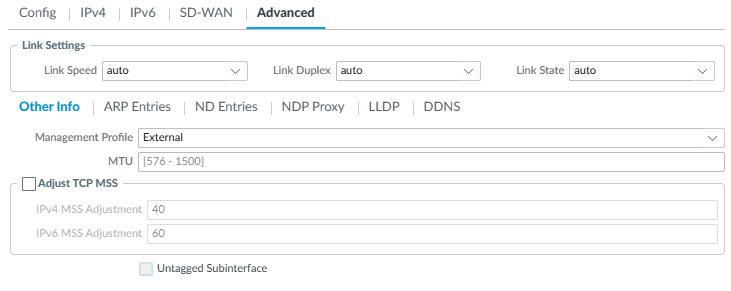 Config IPv4 IPv6 SD-WAN Advanced
Link Settings
Link Speed auto Link Duplex auto Link State auto
Other Info ARP Entries ND Entries NDP Proxy LLDP DDNS
Management Profile External
MTU [576 - 1500]
Adjust TCP MSS
IPv4 MSS Adjustment 40
IPv6 MSS Adjustment 60
Untagged Subinterface